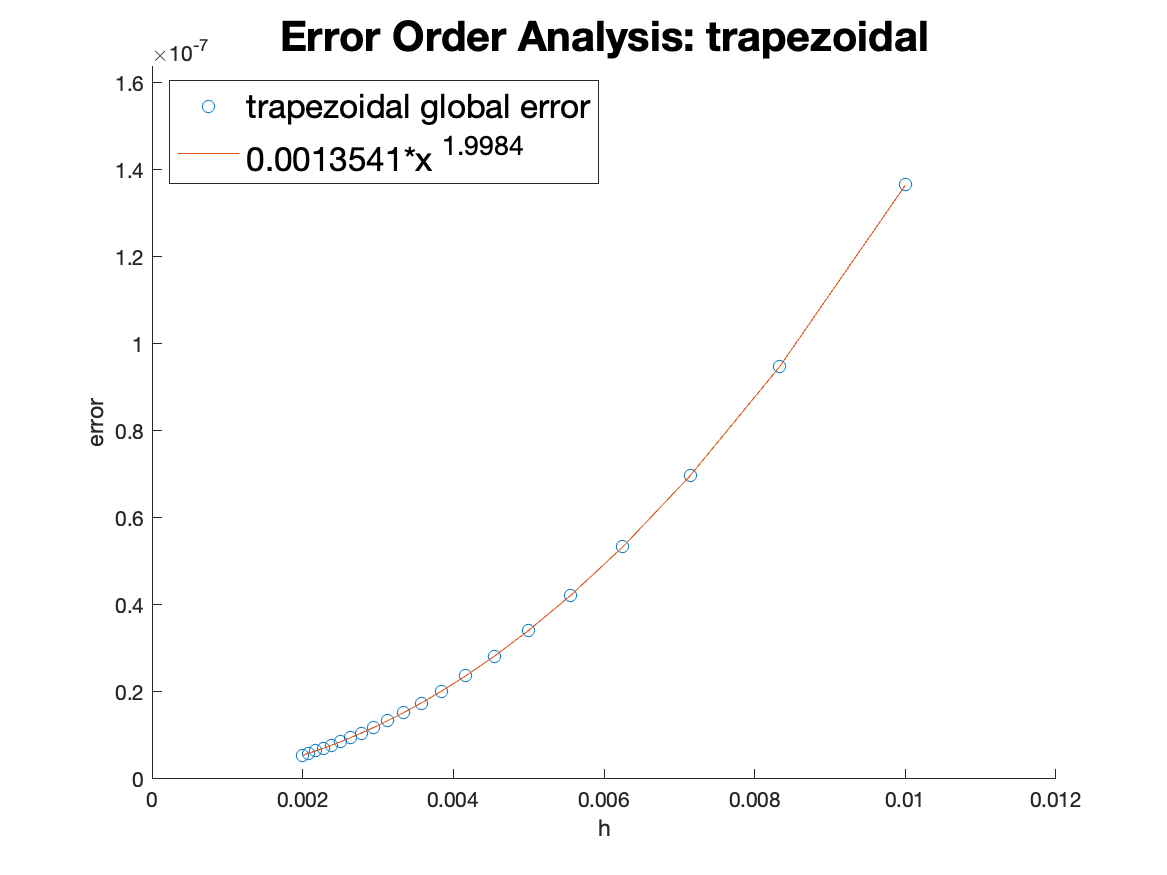 Error Order Analysis: trapezoidal
×10-7
1.6
1.4
1.2
1
0.8
0.6
0.4
0.2
0
error
trapezoidal global error
0.0013541*x 1.9984
0 0.002 0.004 0.006 0.008 0.01 0.012
h